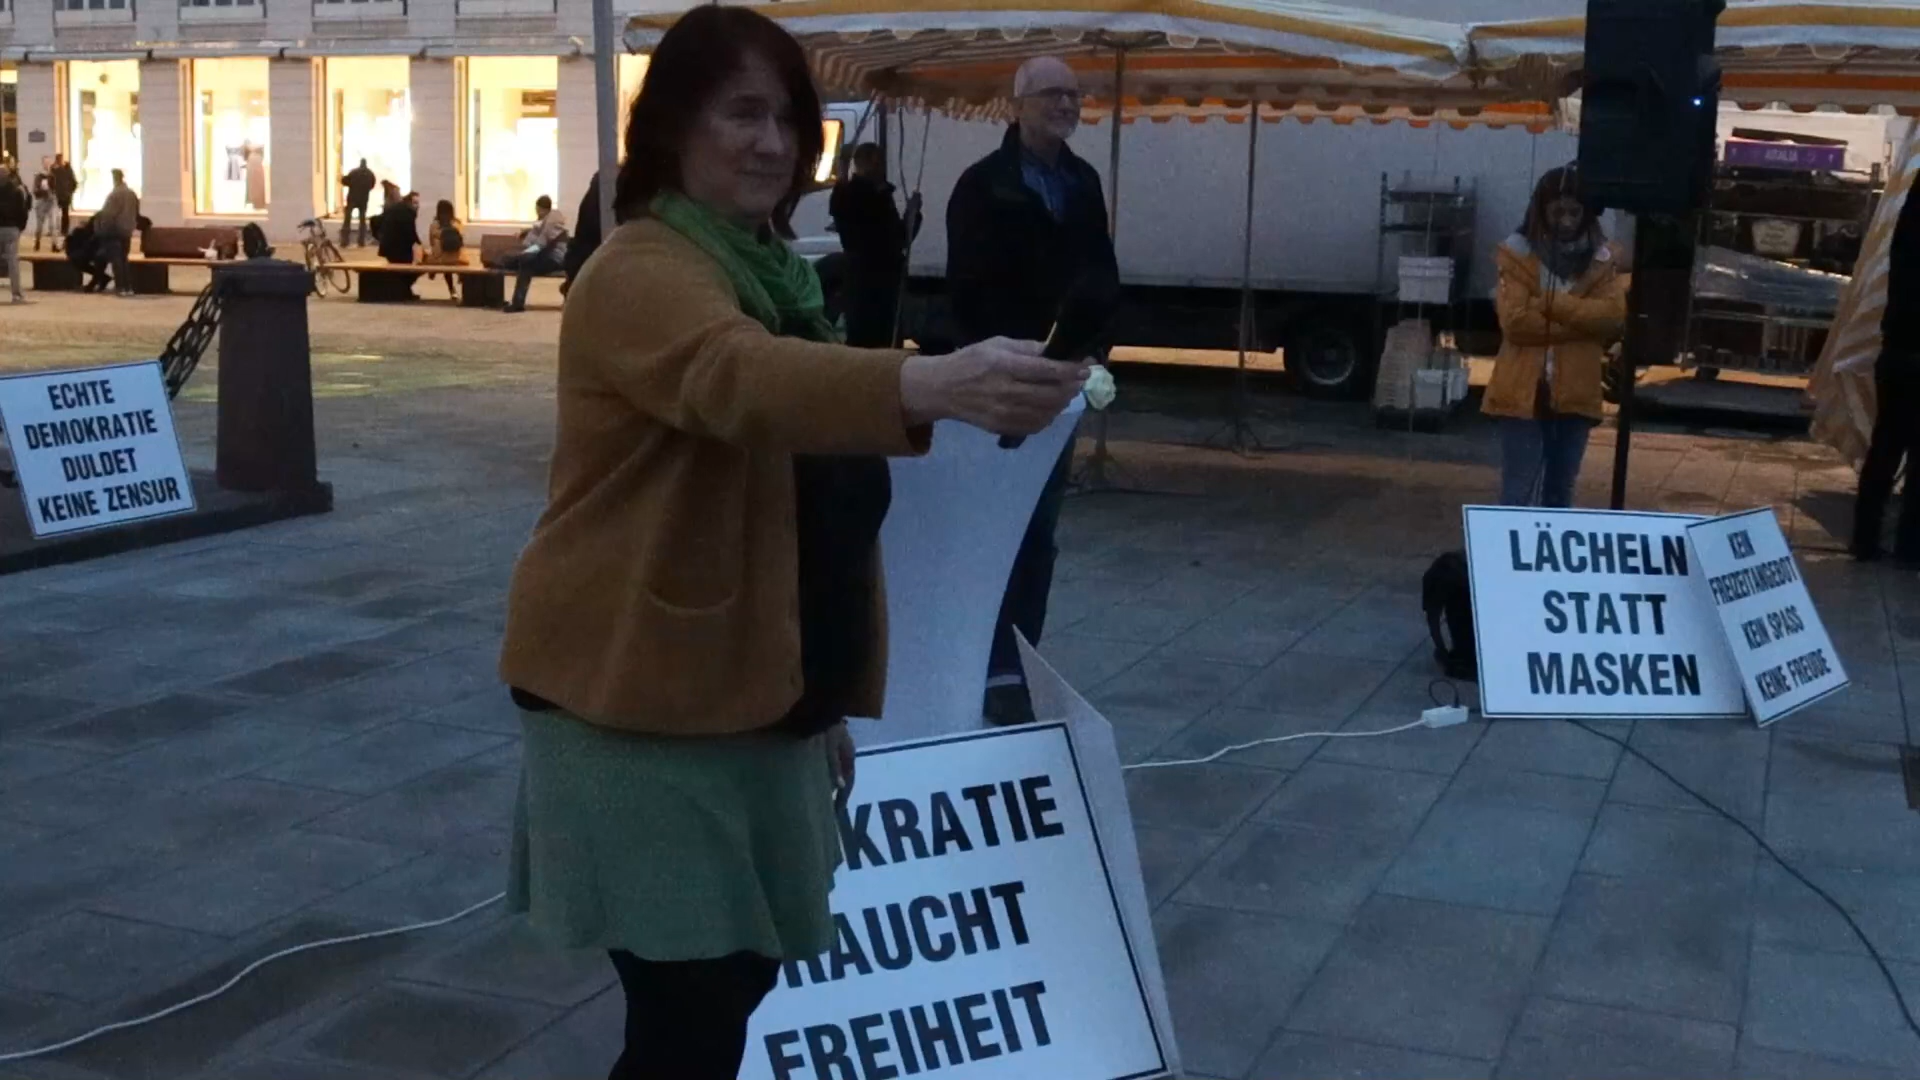 ECHTE
DEMOKRATIE
DULDET
KEINE ZENSUR
LÄCHELN
STATT
MASKEN
KEIN
FREIZEITANGEBOT
KEIN SPASS
KEINE FREUDE
KRATIE
RAUCHT
FREIHEIT